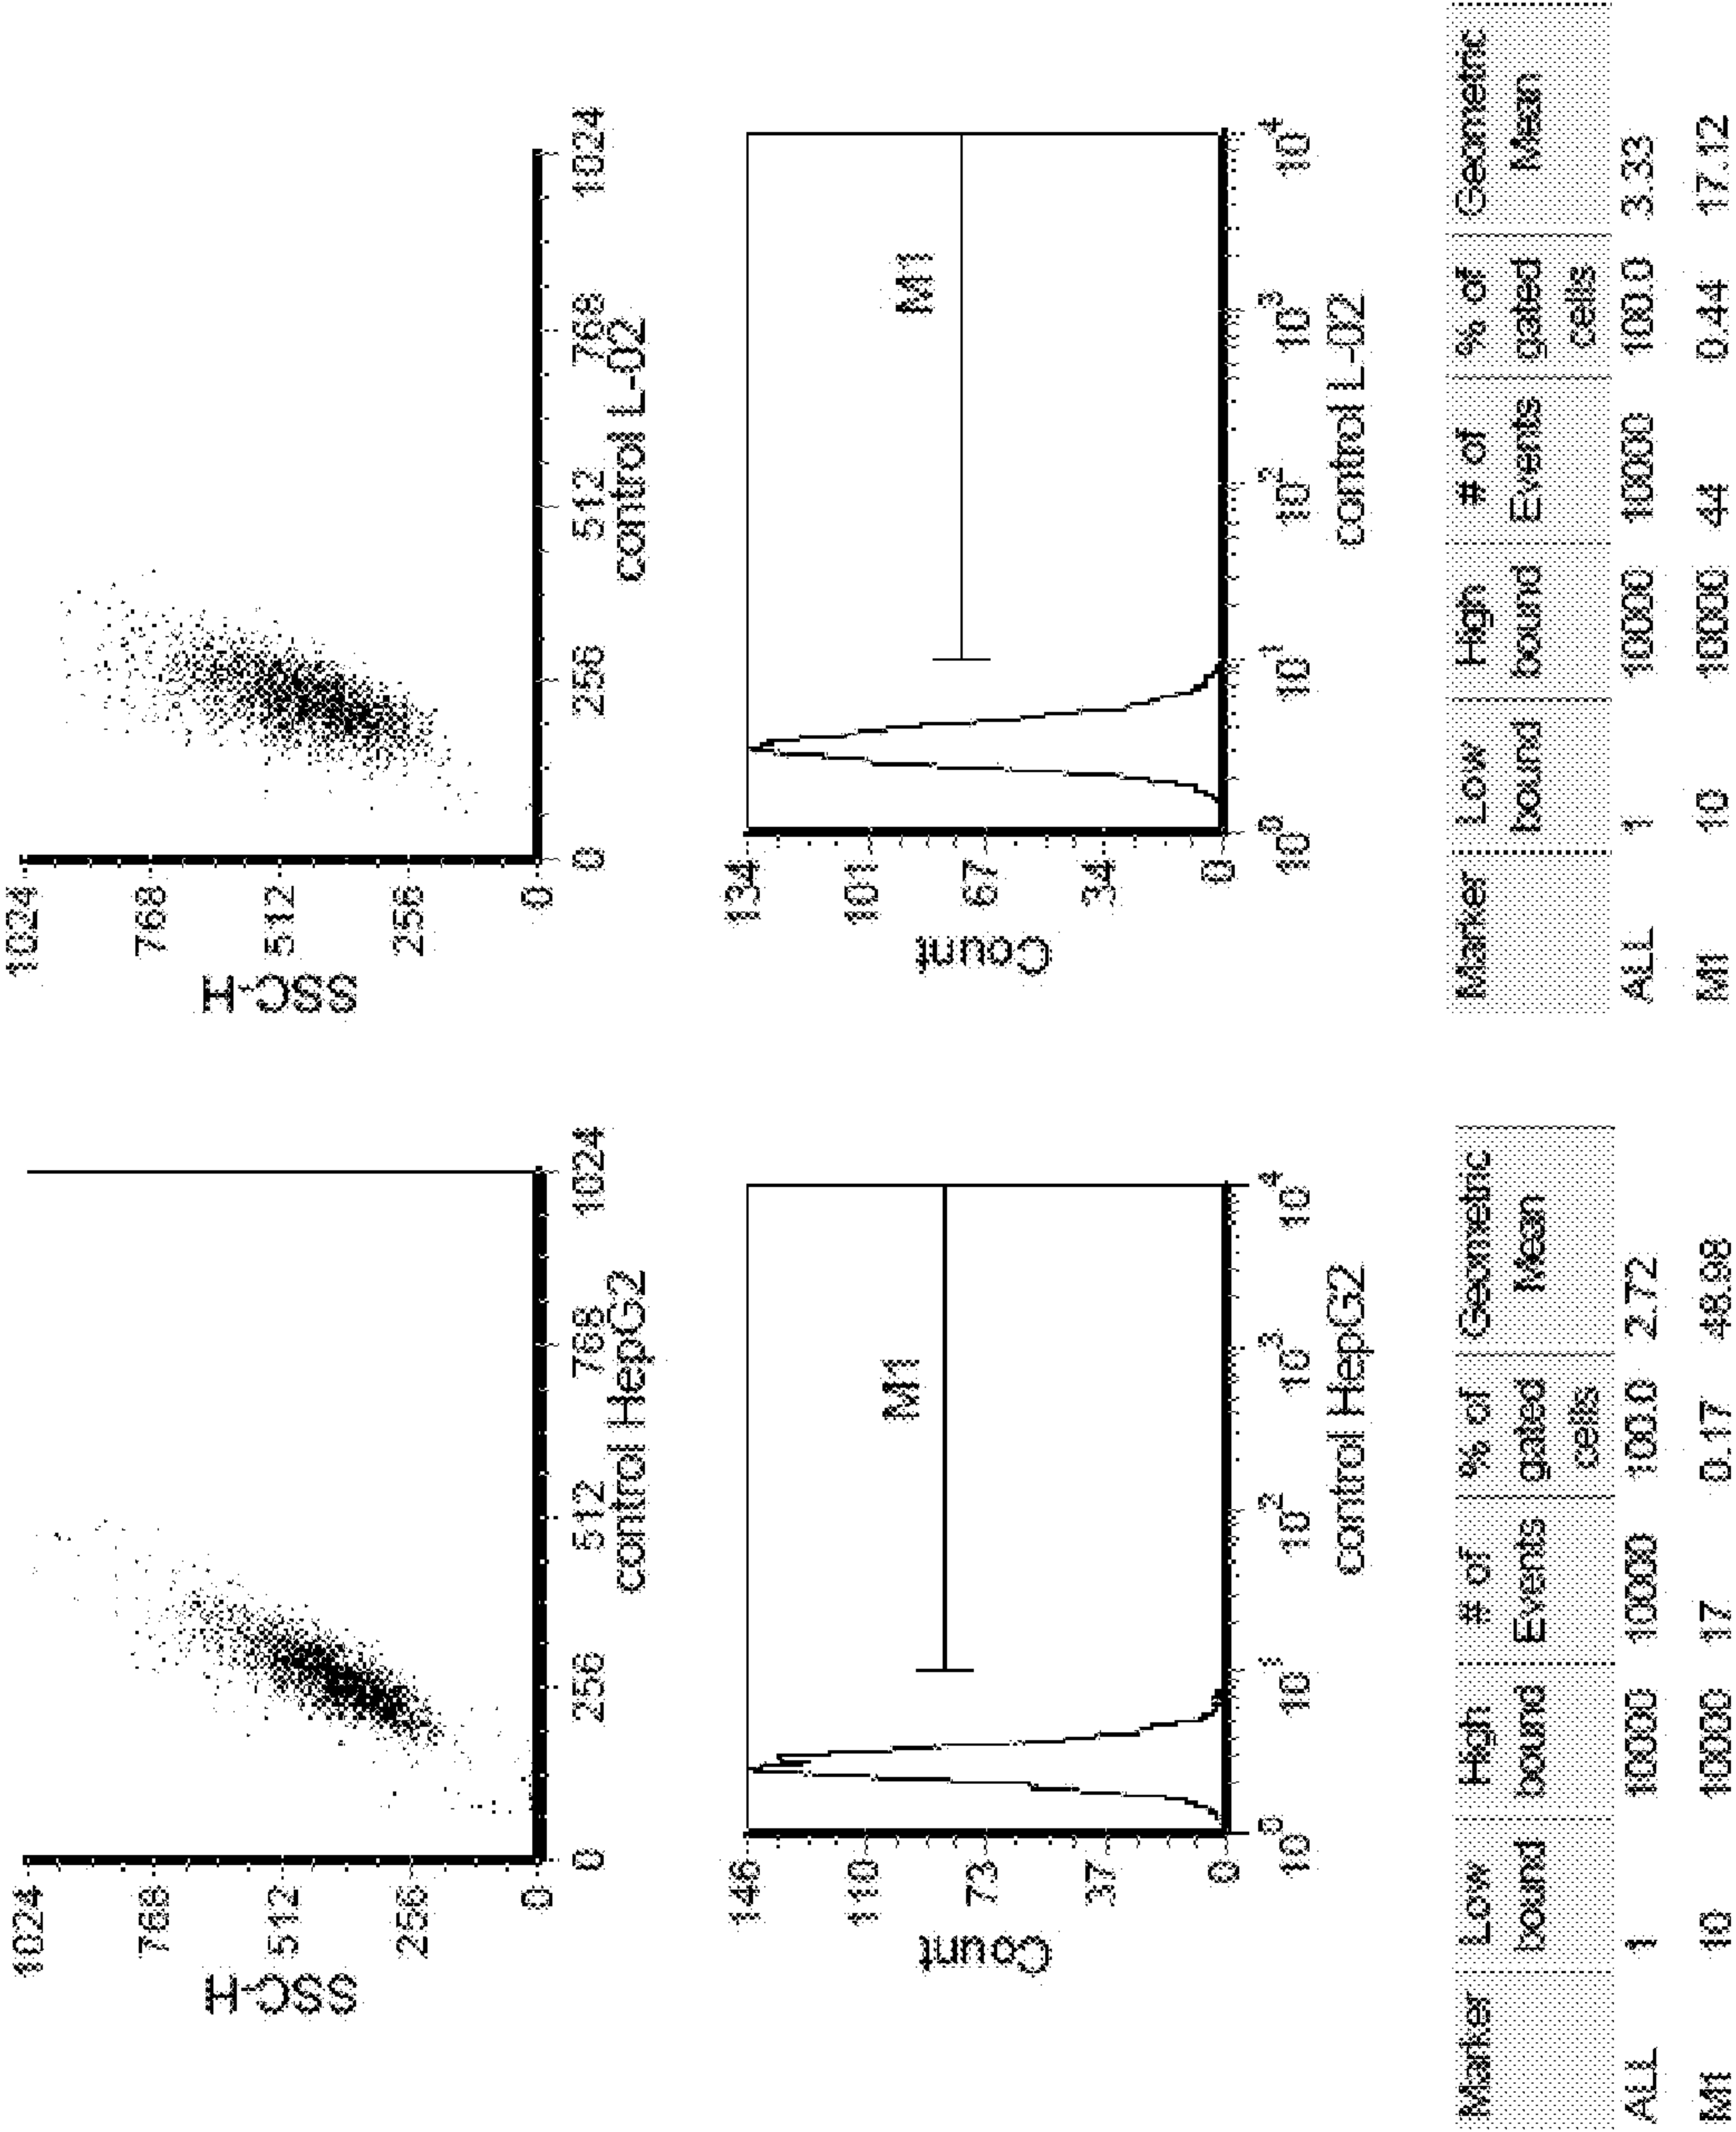 1024
768
512
256
0
SSC-H
0 256 512 768 1024
control HepG2
146
110
73
37
0
Count
M1
10^0 10^1 10^2 10^3 10^4
control HepG2
Marker Low bound High bound # of Events % of gated cells Geometric Mean
ALL 1 10000 10000 100.0 2.72
M1 10 10000 17 0.17 48.98
1024
768
512
256
0
SSC-H
0 256 512 768 1024
control L-02
134
101
67
34
0
Count
M1
10^0 10^1 10^2 10^3 10^4
control L-02
Marker Low bound High bound # of Events % of gated cells Geometric Mean
ALL 1 10000 10000 100.0 3.33
M1 10 10000 44 0.44 17.12